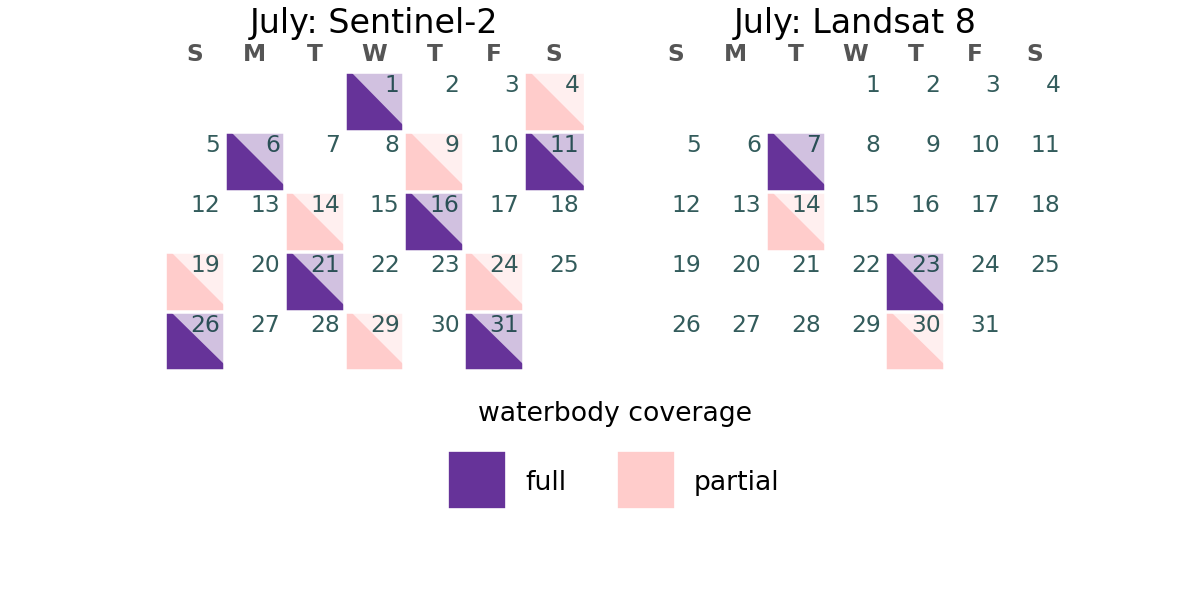 July: Sentinel-2
S M T W T F S
1 2 3 4
5 6 7 8 9 10 11
12 13 14 15 16 17 18
19 20 21 22 23 24 25
26 27 28 29 30 31
July: Landsat 8
S M T W T F S
1 2 3 4
5 6 7 8 9 10 11
12 13 14 15 16 17 18
19 20 21 22 23 24 25
26 27 28 29 30 31
waterbody coverage
full partial